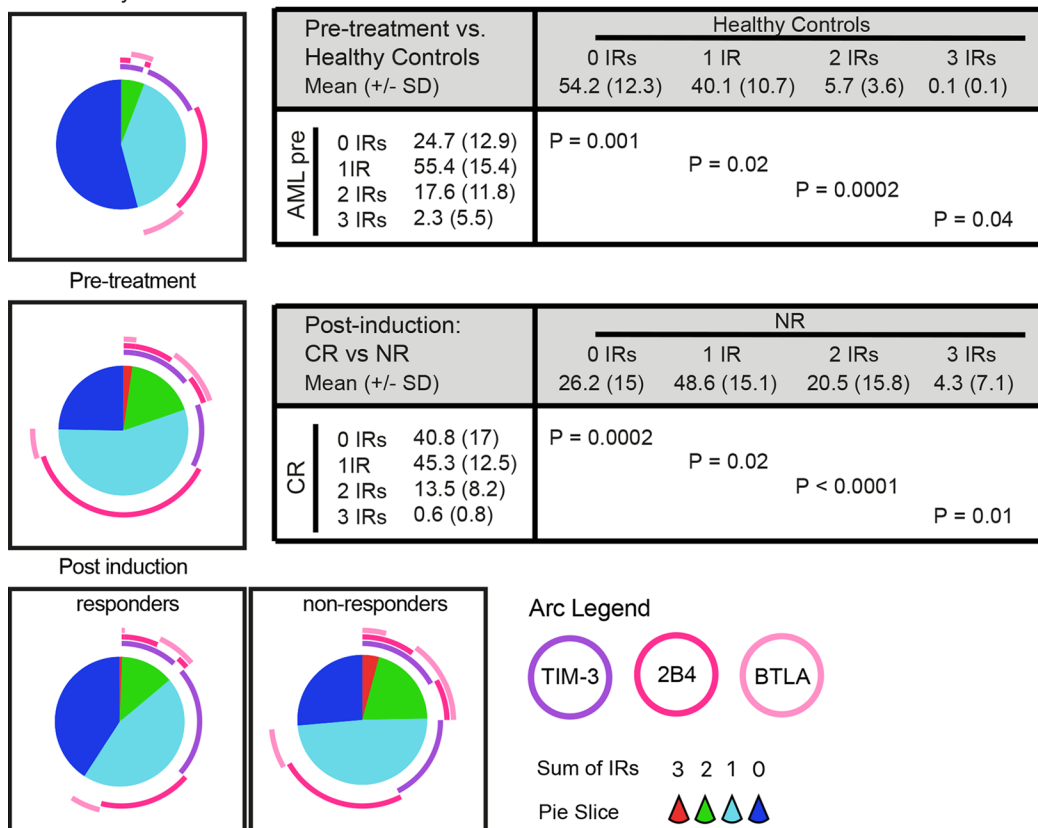 Pre-treatment vs.
Healthy Controls
Mean (+/- SD)
Healthy Controls
0 IRs 1 IR 2 IRs 3 IRs
54.2 (12.3) 40.1 (10.7) 5.7 (3.6) 0.1 (0.1)
AML pre
0 IRs 24.7 (12.9)
1IR 55.4 (15.4)
2 IRs 17.6 (11.8)
3 IRs 2.3 (5.5)
P = 0.001
P = 0.02
P = 0.0002
P = 0.04
Pre-treatment
Post-induction:
CR vs NR
Mean (+/- SD)
NR
0 IRs 1 IR 2 IRs 3 IRs
26.2 (15) 48.6 (15.1) 20.5 (15.8) 4.3 (7.1)
CR
0 IRs 40.8 (17)
1IR 45.3 (12.5)
2 IRs 13.5 (8.2)
3 IRs 0.6 (0.8)
P = 0.0002
P = 0.02
P < 0.0001
P = 0.01
Post induction
responders
non-responders
Arc Legend
TIM-3 2B4 BTLA
Sum of IRs 3 2 1 0
Pie Slice